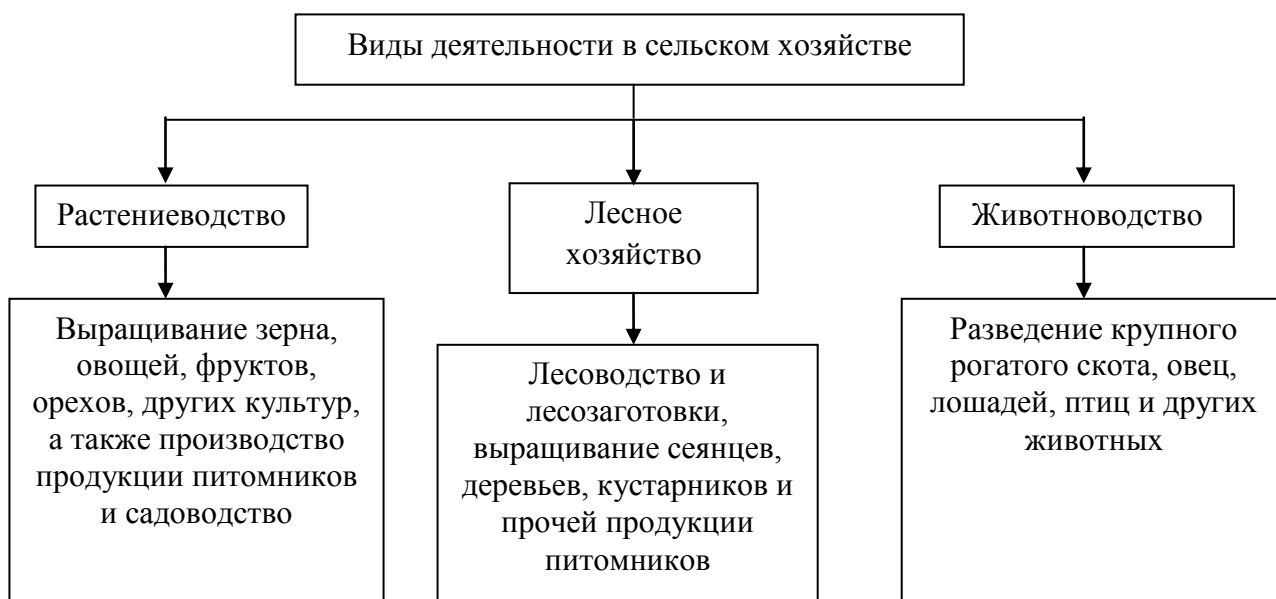 Виды деятельности в сельском хозяйстве
Растениеводство
Лесное
хозяйство
Животноводство
Выращивание зерна,
овощей, фруктов,
орехов, других культур,
а также производство
продукции питомников
и садоводство
Лесоводство и
лесозаготовки,
выращивание сеянцев,
деревьев, кустарников и
прочей продукции
питомников
Разведение крупного
рогатого скота, овец,
лошадей, птиц и других
животных